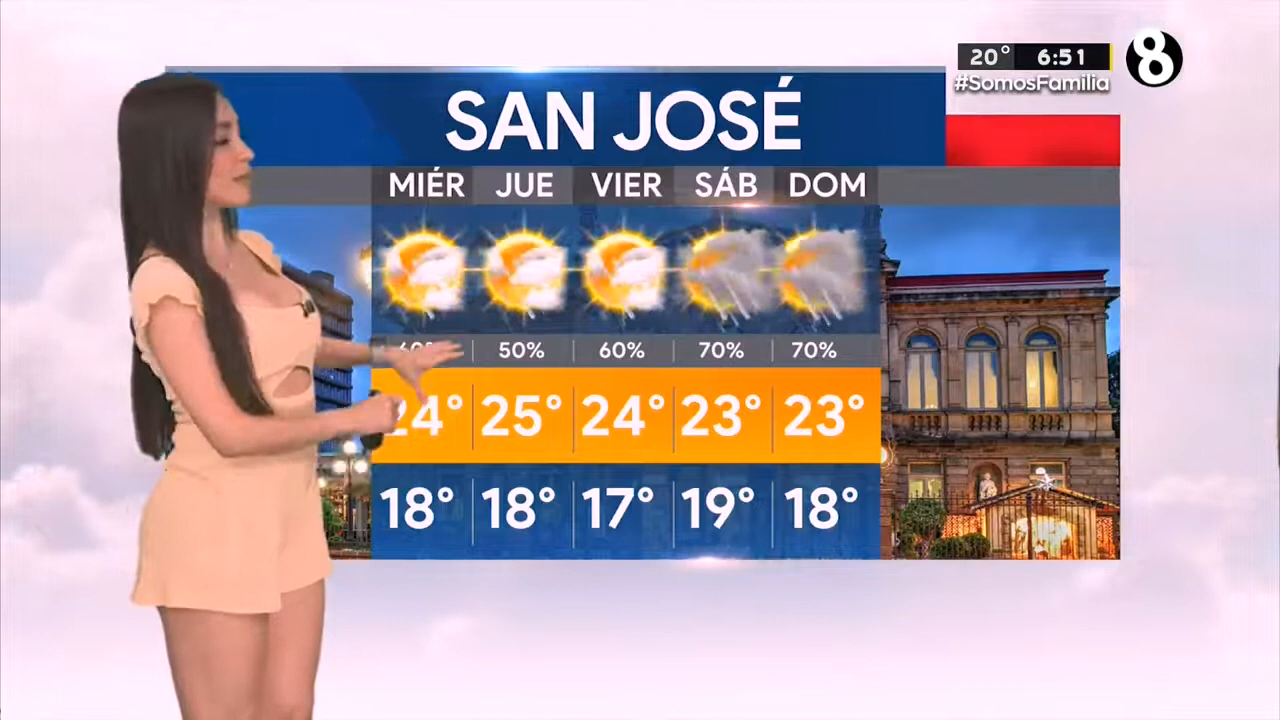 20° 6:51 8
#SomosFamilia
SAN JOSÉ
MIÉR JUE VIER SÁB DOM
50% 60% 70% 70%
24° 25° 24° 23° 23°
18° 18° 17° 19° 18°